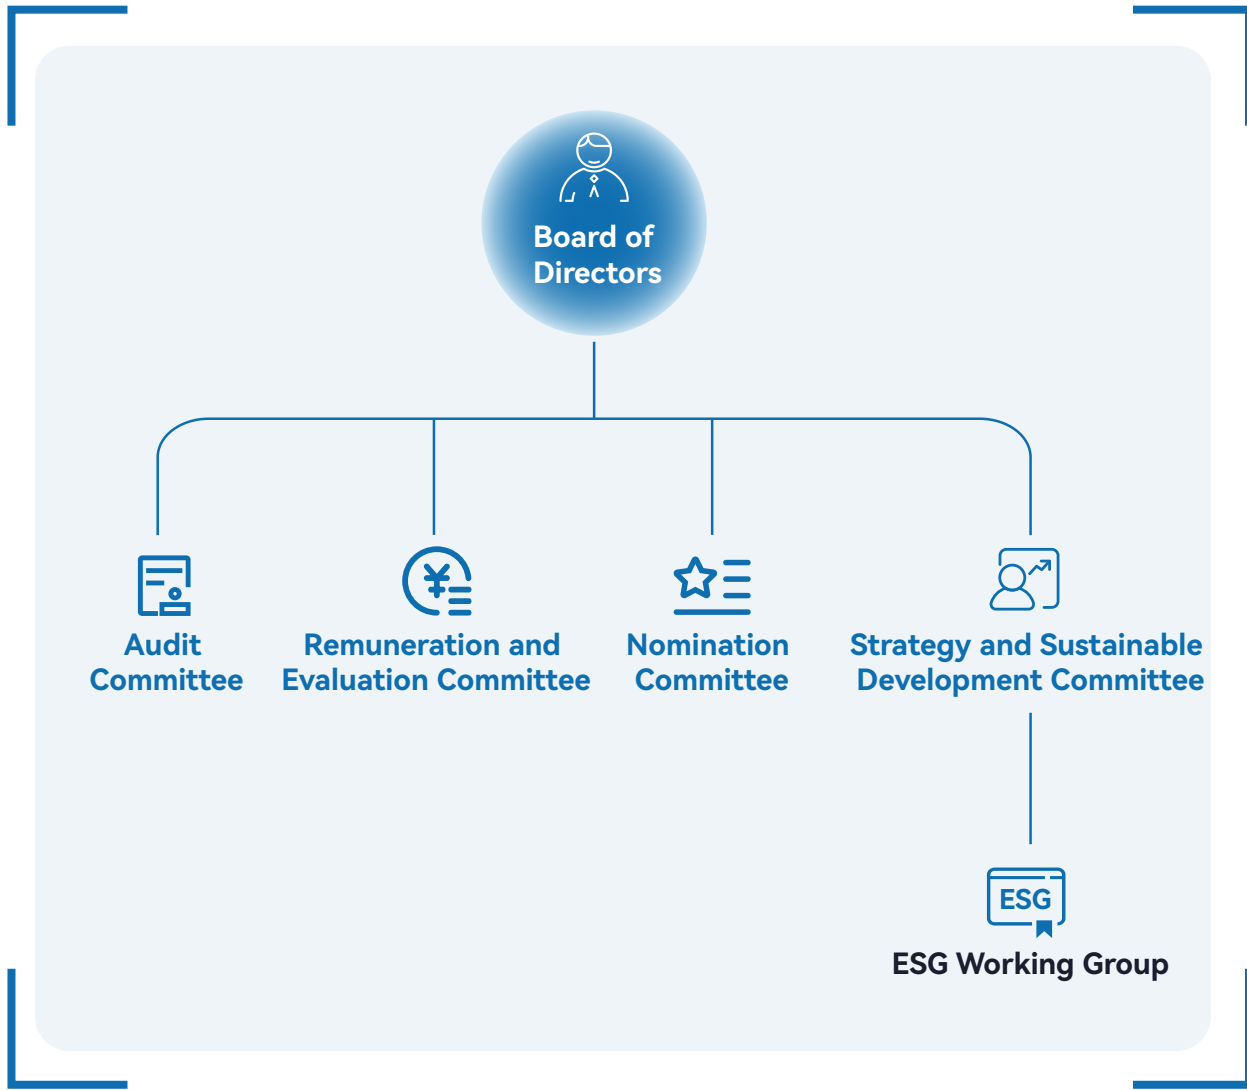 Board of
Directors
Audit
Committee
Remuneration and
Evaluation Committee
Nomination
Committee
Strategy and Sustainable
Development Committee
ESG
ESG Working Group